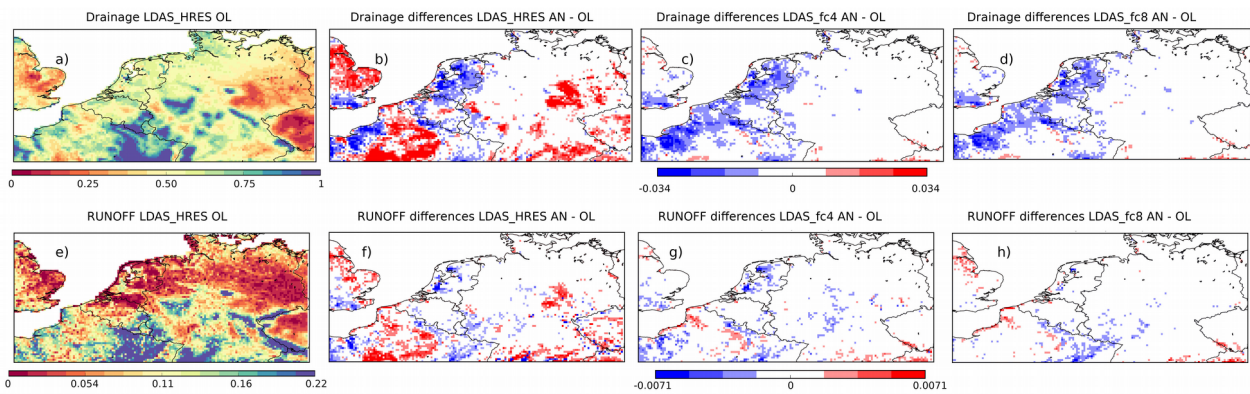 Drainage LDAS_HRES OL
Drainage differences LDAS_HRES AN - OL
Drainage differences LDAS_fc4 AN - OL
Drainage differences LDAS_fc8 AN - OL
a)
b)
c)
d)
0 0.25 0.50 0.75 1
-0.034 0 0.034
RUNOFF LDAS_HRES OL
RUNOFF differences LDAS_HRES AN - OL
RUNOFF differences LDAS_fc4 AN - OL
RUNOFF differences LDAS_fc8 AN - OL
e)
f)
g)
h)
0 0.054 0.11 0.16 0.22
-0.0071 0 0.0071